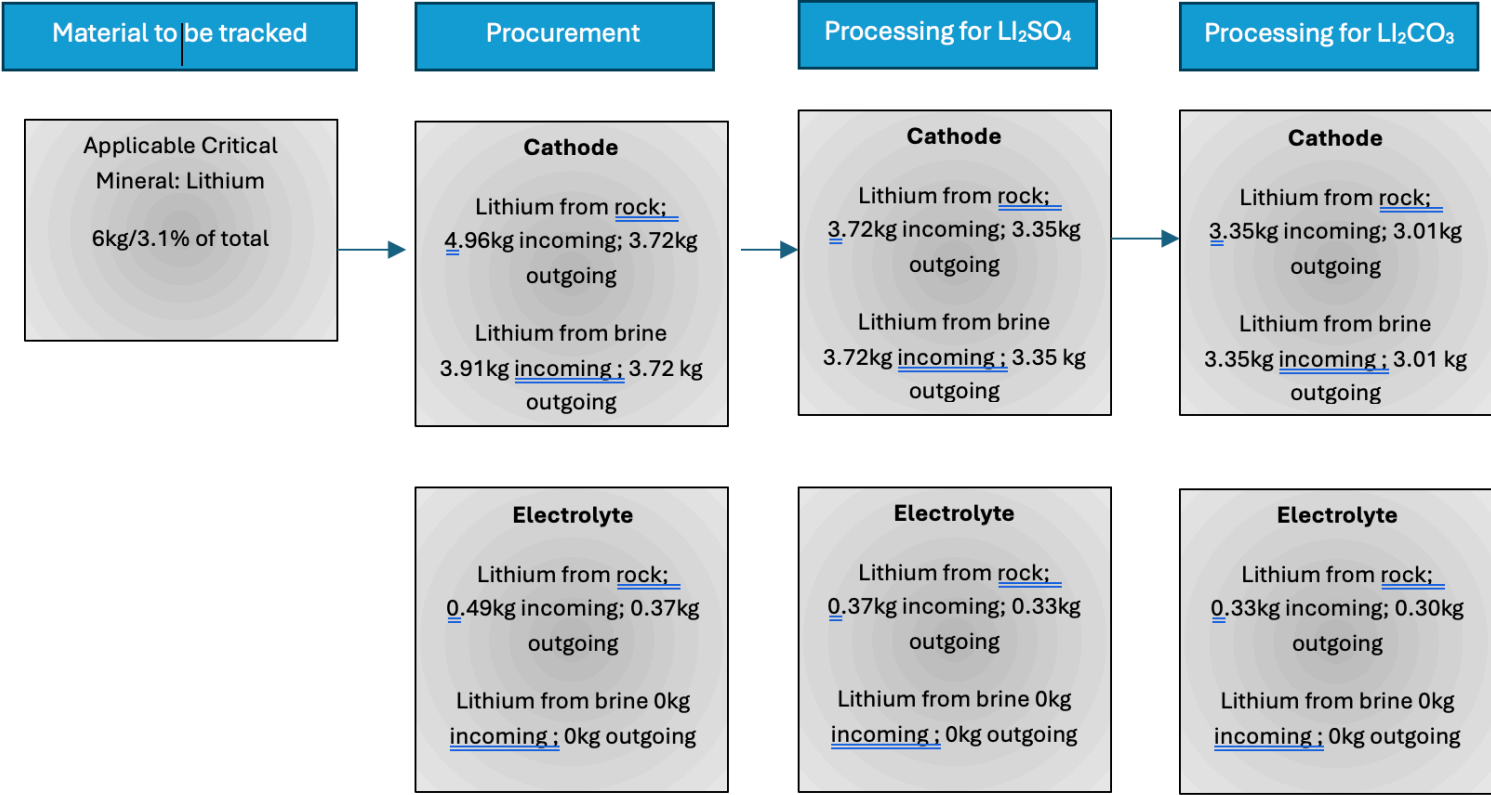 Material to be tracked
Procurement
Processing for LI₂SO₄
Processing for LI₂CO₃
Applicable Critical
Mineral: Lithium
6kg/3.1% of total
Cathode
Lithium from rock;
4.96kg incoming; 3.72kg
outgoing
Lithium from brine
3.91kg incoming ; 3.72 kg
outgoing
Cathode
Lithium from rock;
3.72kg incoming; 3.35kg
outgoing
Lithium from brine
3.72kg incoming ; 3.35 kg
outgoing
Cathode
Lithium from rock;
3.35kg incoming; 3.01kg
outgoing
Lithium from brine
3.35kg incoming ; 3.01 kg
outgoing
Electrolyte
Lithium from rock;
0.49kg incoming; 0.37kg
outgoing
Lithium from brine 0kg
incoming ; 0kg outgoing
Electrolyte
Lithium from rock;
0.37kg incoming; 0.33kg
outgoing
Lithium from brine 0kg
incoming ; 0kg outgoing
Electrolyte
Lithium from rock;
0.33kg incoming; 0.30kg
outgoing
Lithium from brine 0kg
incoming ; 0kg outgoing